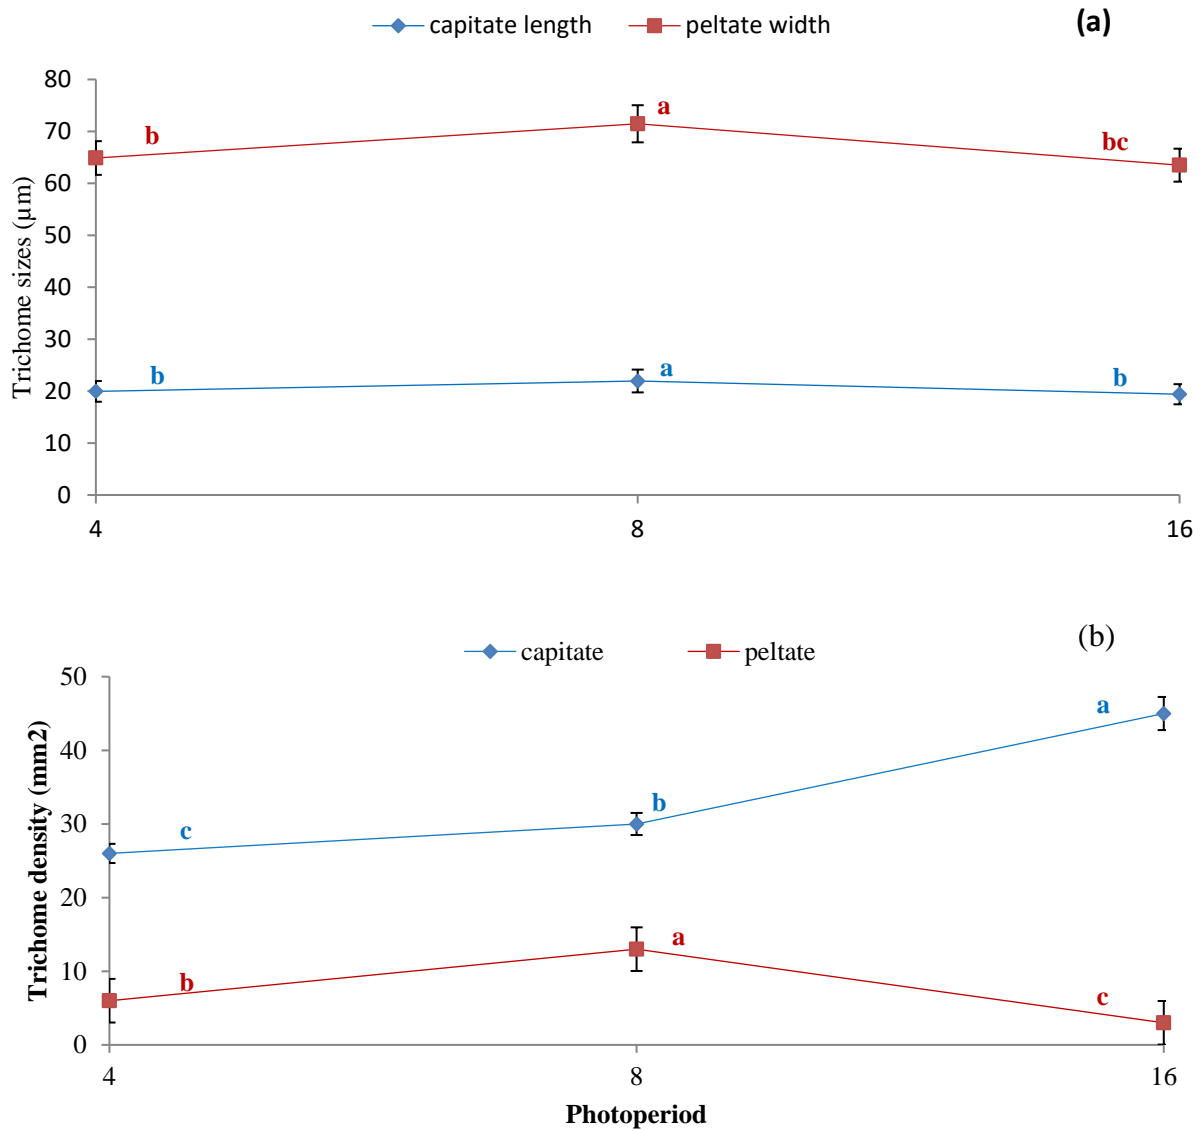 capitate length peltate width (a)
80
70
60
50
40
30
20
10
0
Trichome sizes (µm)
b a bc
b a b
4 8 16
capitate peltate (b)
50
40
30
20
10
0
Trichome density (mm2)
a
b
c
a
b c
4 8 16
Photoperiod